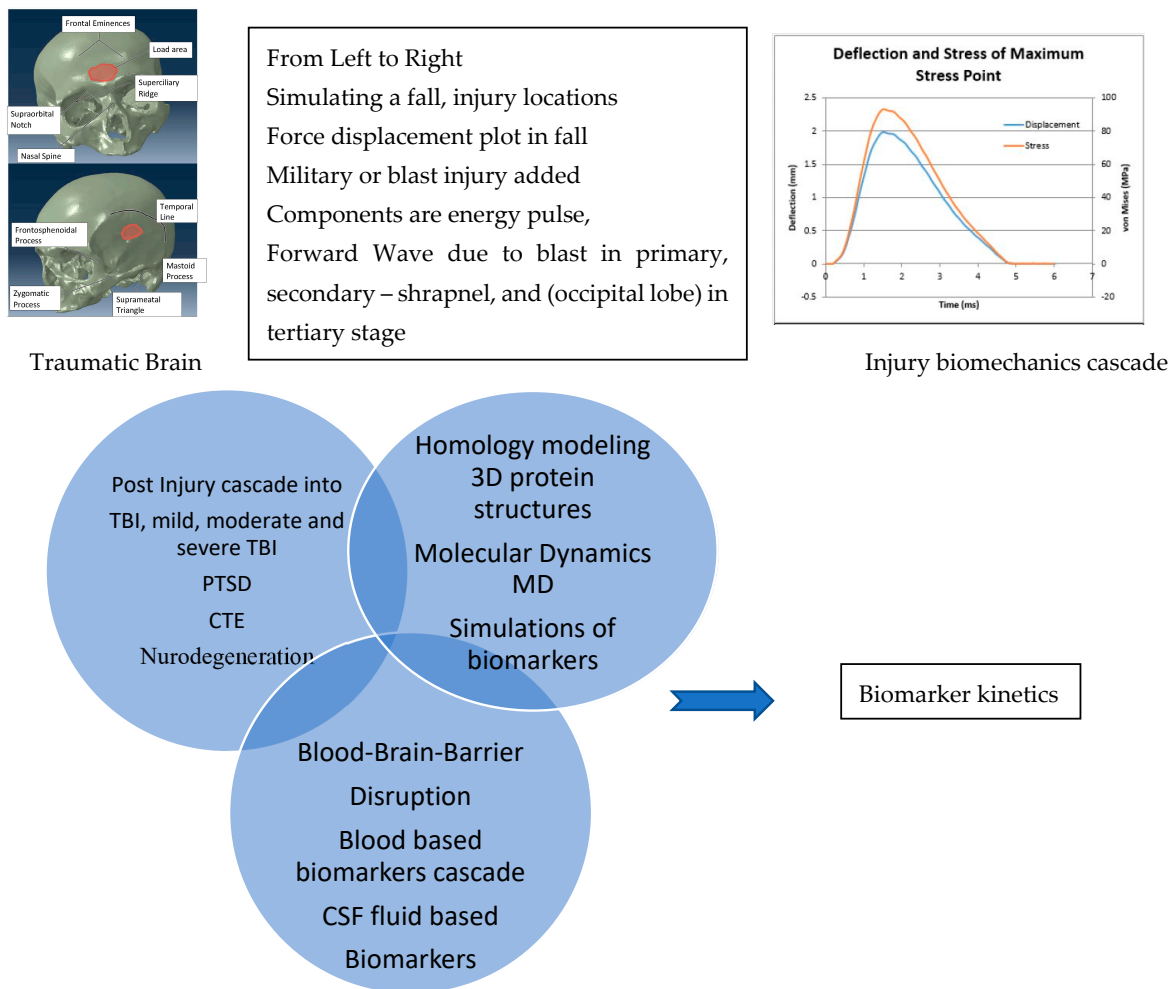 Frontal Eminences
Load area
Superciliary
Ridge
Supraorbital
Notch
Nasal Spine
Temporal
Line
Frontosphenoidal
Process
Mastoid
Process
Zygomatic
Process
Suprameatal
Triangle
From Left to Right
Simulating a fall, injury locations
Force displacement plot in fall
Military or blast injury added
Components are energy pulse,
Forward Wave due to blast in primary,
secondary – shrapnel, and (occipital lobe) in
tertiary stage
Deflection and Stress of Maximum
Stress Point
2.5
2
1.5
1
0.5
0
-0.5
Deflection (mm)
100
80
60
40
20
0
-20
von Mises (MPa)
Displacement
Stress
0 1 2 3 4 5 6 7
Time (ms)
Traumatic Brain
Injury biomechanics cascade
Post Injury cascade into
TBI, mild, moderate and
severe TBI
PTSD
CTE
Nurodegeneration
Homology modeling
3D protein
structures
Molecular Dynamics
MD
Simulations of
biomarkers
Blood-Brain-Barrier
Disruption
Blood based
biomarkers cascade
CSF fluid based
Biomarkers
Biomarker kinetics